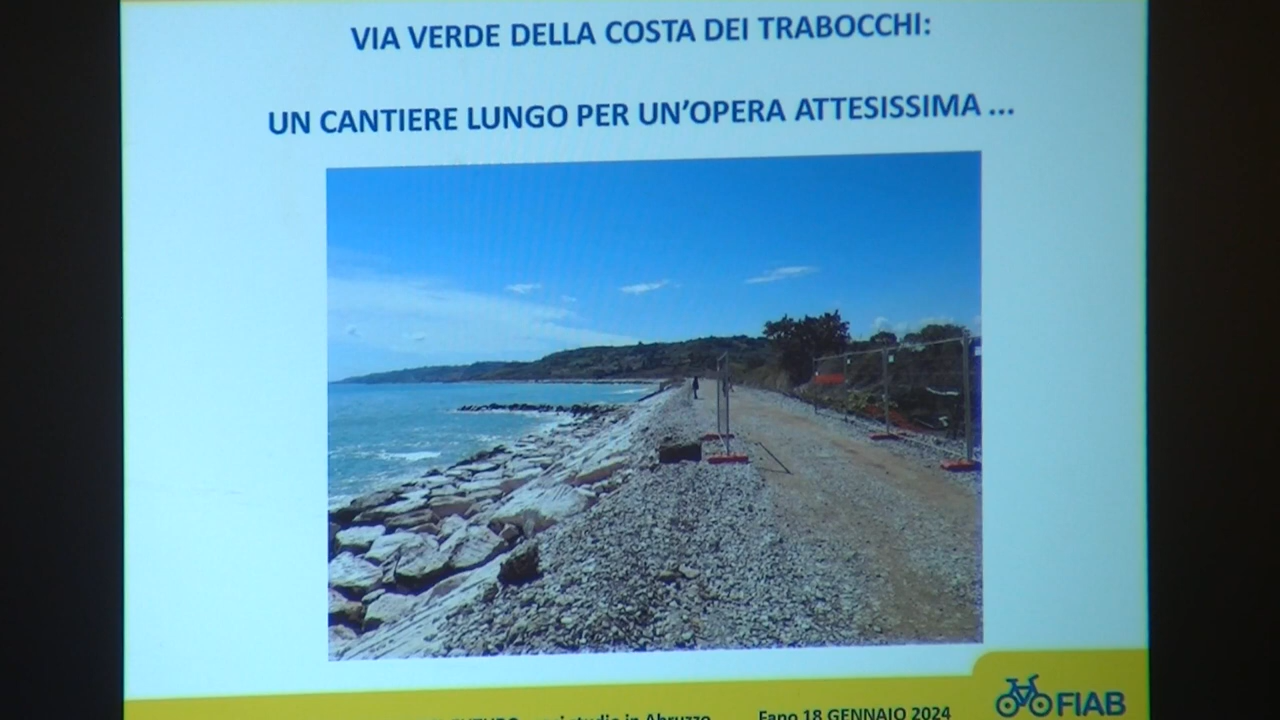 VIA VERDE DELLA COSTA DEI TRABOCCHI:
UN CANTIERE LUNGO PER UN'OPERA ATTESISSIMA ...
studio in Abruzzo
Fano 18 GENNAIO 2024
FIAB